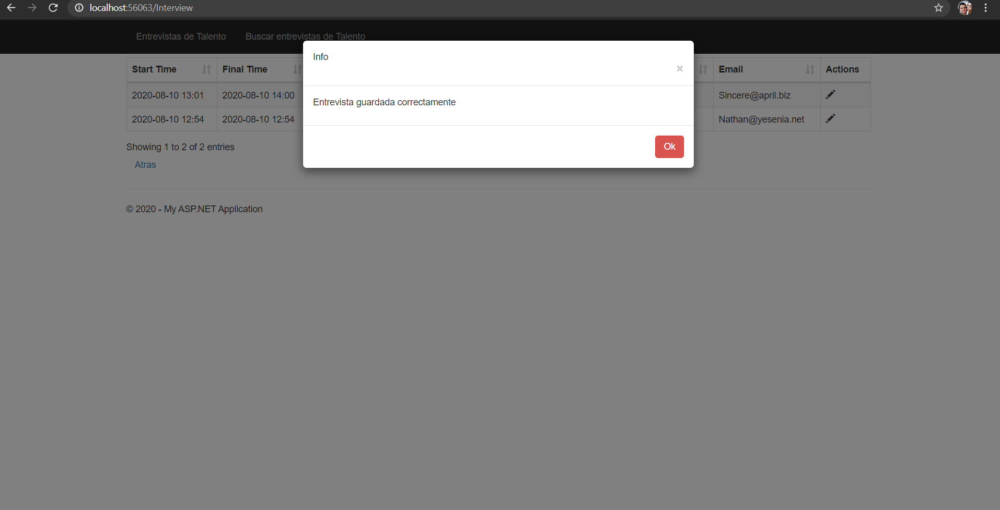 localhost:56063/Interview
Entrevistas de Talento Buscar entrevistas de Talento
Info
×
Start Time Final Time Email Actions
2020-08-10 13:01 2020-08-10 14:00 Sincere@april.biz
Entrevista guardada correctamente
2020-08-10 12:54 2020-08-10 12:54 Nathan@yesenia.net
Ok
Showing 1 to 2 of 2 entries
Atras
© 2020 - My ASP.NET Application